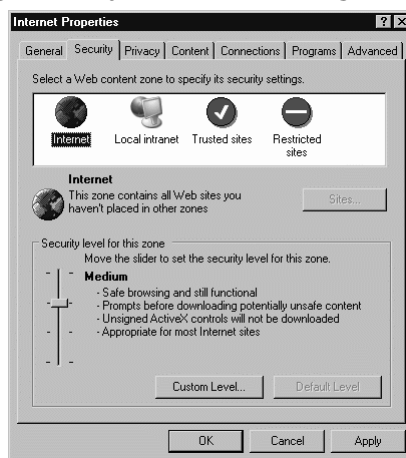 Internet Properties
General Security Privacy Content Connections Programs Advanced
Select a Web content zone to specify its security settings.
Internet Local intranet Trusted sites Restricted
sites
Internet
This zone contains all Web sites you
haven't placed in other zones
Sites...
Security level for this zone
Move the slider to set the security level for this zone.
Medium
- Safe browsing and still functional
- Prompts before downloading potentially unsafe content
- Unsigned ActiveX controls will not be downloaded
- Appropriate for most Internet sites
Custom Level... Default Level
OK Cancel Apply